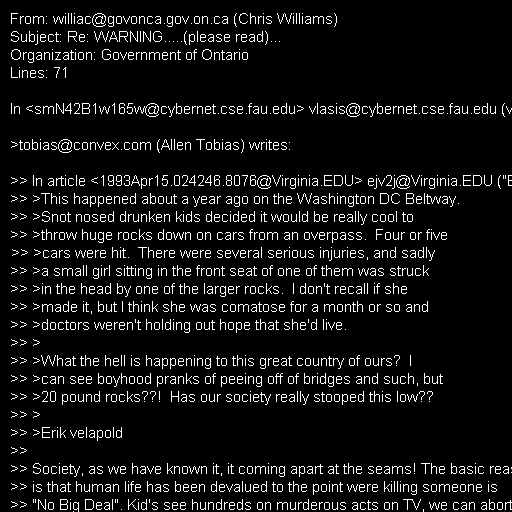 From: williac@govonca.gov.on.ca (Chris Williams)
Subject: Re: WARNING.....(please read)...
Organization: Government of Ontario
Lines: 71

In <smN42B1w165w@cybernet.cse.fau.edu> vlasis@cybernet.cse.fau.edu (v

>tobias@convex.com (Allen Tobias) writes:

>> In article <1993Apr15.024246.8076@Virginia.EDU> ejv2j@Virginia.EDU ("E
>> >This happened about a year ago on the Washington DC Beltway.
>> >Snot nosed drunken kids decided it would be really cool to
>> >throw huge rocks down on cars from an overpass.  Four or five
>> >cars were hit.  There were several serious injuries, and sadly
>> >a small girl sitting in the front seat of one of them was struck
>> >in the head by one of the larger rocks.  I don't recall if she
>> >made it, but I think she was comatose for a month or so and
>> >doctors weren't holding out hope that she'd live.
>> >
>> >What the hell is happening to this great country of ours?  I
>> >can see boyhood pranks of peeing off of bridges and such, but
>> >20 pound rocks??!  Has our society really stooped this low??
>> >
>> >Erik velapold
>>
>> Society, as we have known it, it coming apart at the seams! The basic reas
>> is that human life has been devalued to the point were killing someone is
>> "No Big Deal". Kid's see hundreds on murderous acts on TV, we can abort